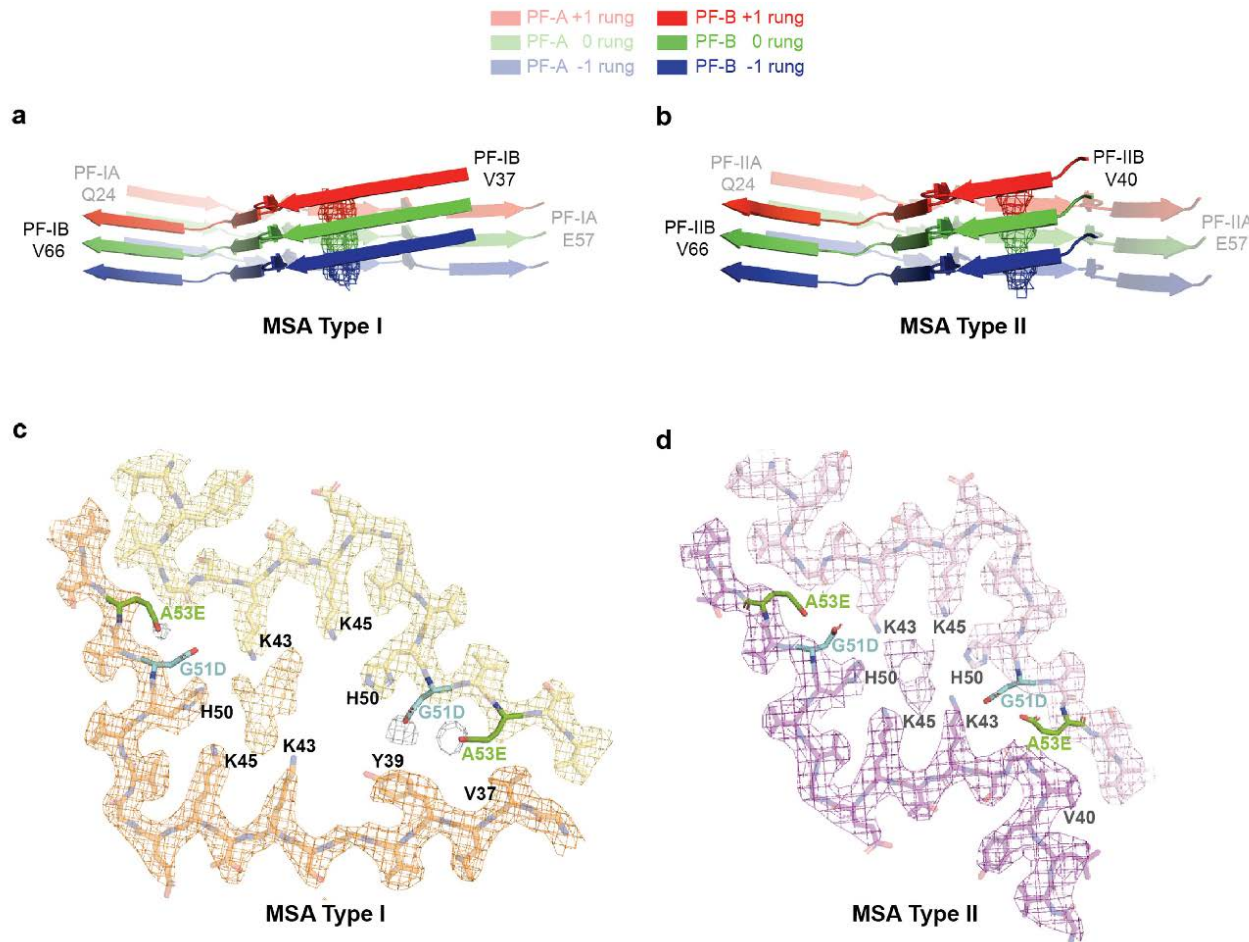 PF-A +1 rung PF-B +1 rung
PF-A 0 rung PF-B 0 rung
PF-A -1 rung PF-B -1 rung
a
PF-IA
Q24
PF-IB
V37
PF-IB
V66
PF-IA
E57
MSA Type I
b
PF-IIA
Q24
PF-IIB
V40
PF-IIB
V66
PF-IIA
E57
MSA Type II
c
A53E
K43
K45
G51D
H50
H50
G51D
K45
K43
A53E
Y39
V37
MSA Type I
d
A53E
K43
K45
G51D
H50
H50
G51D
K45
K43
A53E
V40
MSA Type II